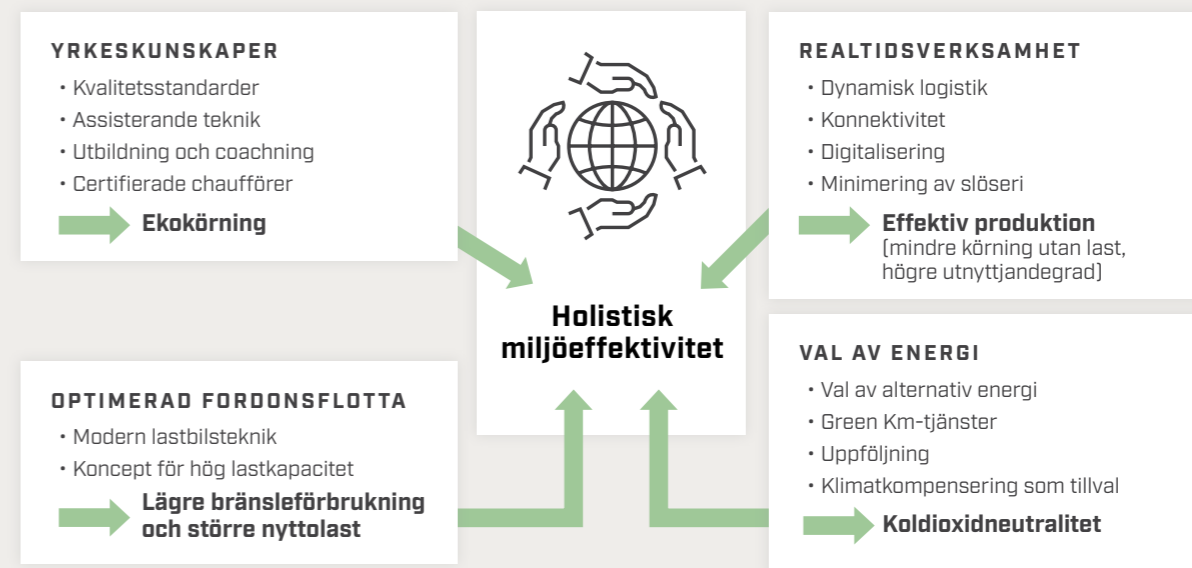 YRKESKUNSKAPER
• Kvalitetsstandarder
• Assisterande teknik
• Utbildning och coachning
• Certifierade chaufförer
Ekokörning
OPTIMERAD FORDONSFLOTTA
• Modern lastbilsteknik
• Koncept för hög lastkapacitet
Lägre bränsleförbrukning
och större nyttolast
Holistisk
miljöeffektivitet
REALTIDSVERKSAMHET
• Dynamisk logistik
• Konnektivitet
• Digitalisering
• Minimering av slöseri
Effektiv produktion
(mindre körning utan last,
högre utnyttjandegrad)
VAL AV ENERGI
• Val av alternativ energi
• Green Km-tjänster
• Uppföljning
• Klimatkompensering som tillval
Koldioxidneutralitet